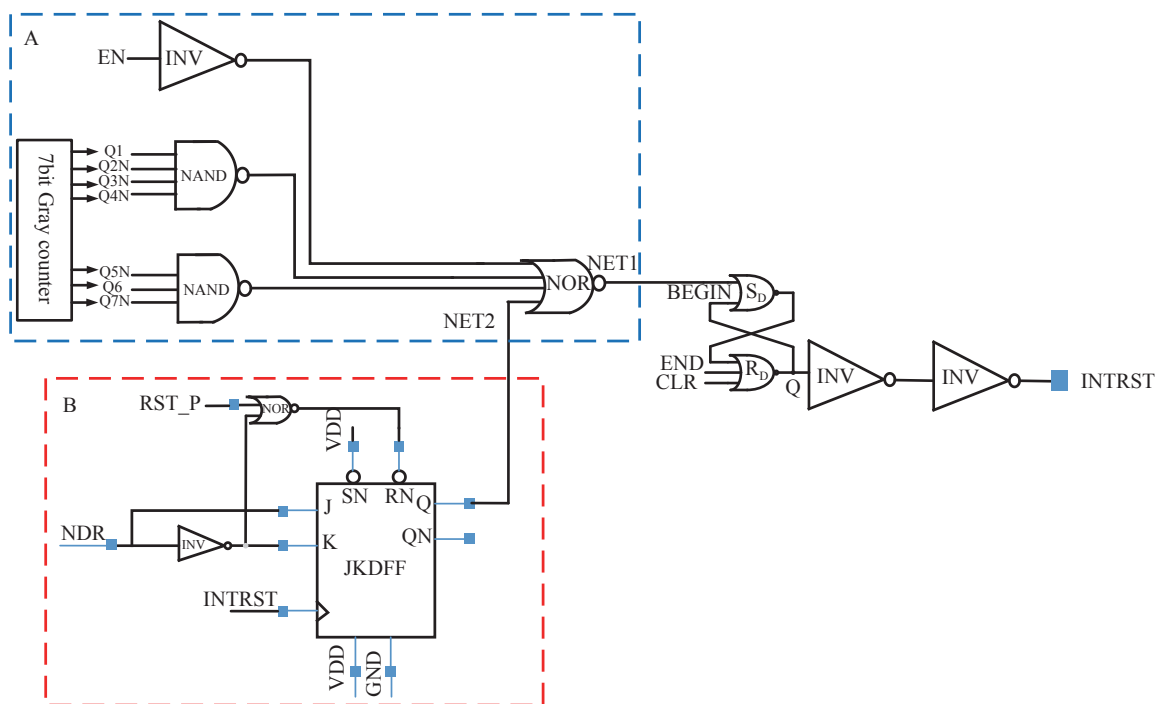 A
EN
INV
7bit Gray counter
Q1
Q2N
Q3N
Q4N
NAND
Q5N
Q6
Q7N
NAND
NOR
NET1
NET2
BEGIN
SD
END
CLR
RD
Q
INV
INV
INTRST
B
RST_P
NOR
VDD
SN
RN
J
Q
NDR
INV
K
QN
JKDFF
INTRST
VDD
GND